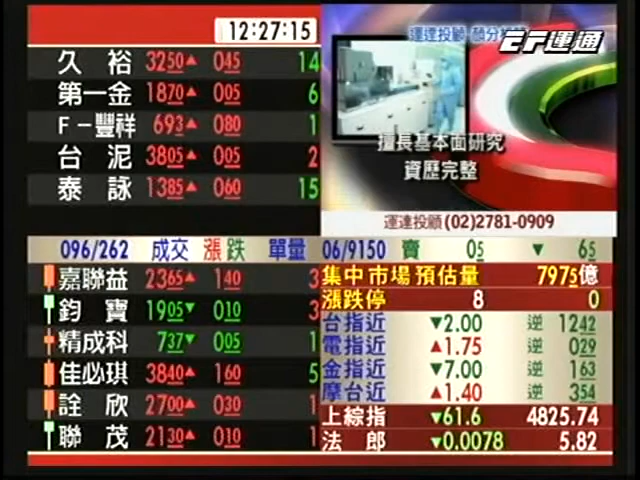 12:27:15
久裕 3250▲ 045 14
第一金 1870▲ 005 6
F－豐祥 693▲ 080 1
台泥 3805▲ 005 2
泰詠 1385▲ 060 15
運達投顧
運通
擅長基本面研究
資歷完整
運達投顧(02)2781-0909
096/262 成交 漲跌 單量
嘉聯益 2365▲ 140 3
鈞寶 1905▼ 010 3
精成科 737▼ 005 1
佳必琪 3840▲ 160 5
詮欣 2700▲ 030 1
聯茂 2130▲ 010 1
06/9150 賣 05 ▼ 65
集中市場預估量 7975億
漲跌停 8 0
台指近 ▼2.00 逆 1242
電指近 ▲1.75 逆 029
金指近 ▼7.00 逆 163
摩台近 ▲1.40 逆 354
上綜指 ▼61.6 4825.74
法郎 ▼0.0078 5.82